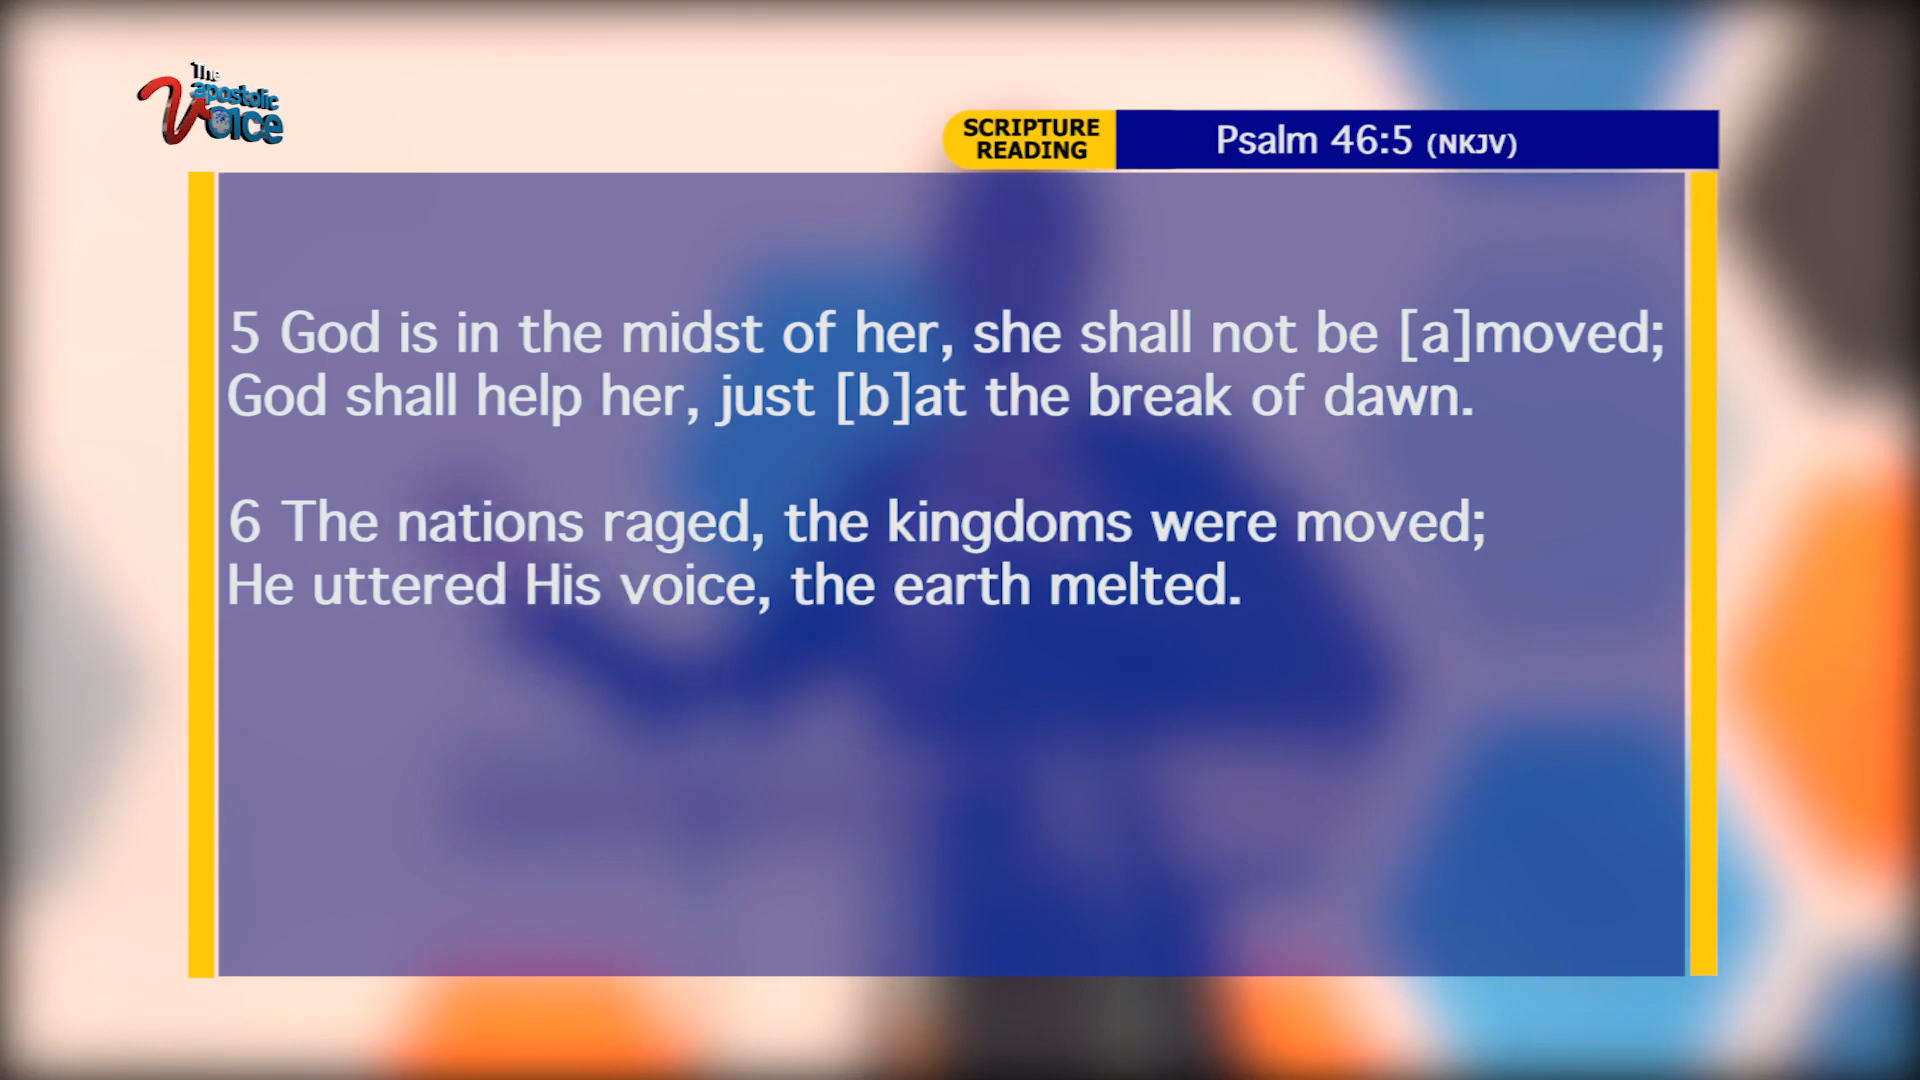 The
apostolic
Voice
SCRIPTURE
READING
Psalm 46:5 (NKJV)
5 God is in the midst of her, she shall not be [a]moved;
God shall help her, just [b]at the break of dawn.
6 The nations raged, the kingdoms were moved;
He uttered His voice, the earth melted.